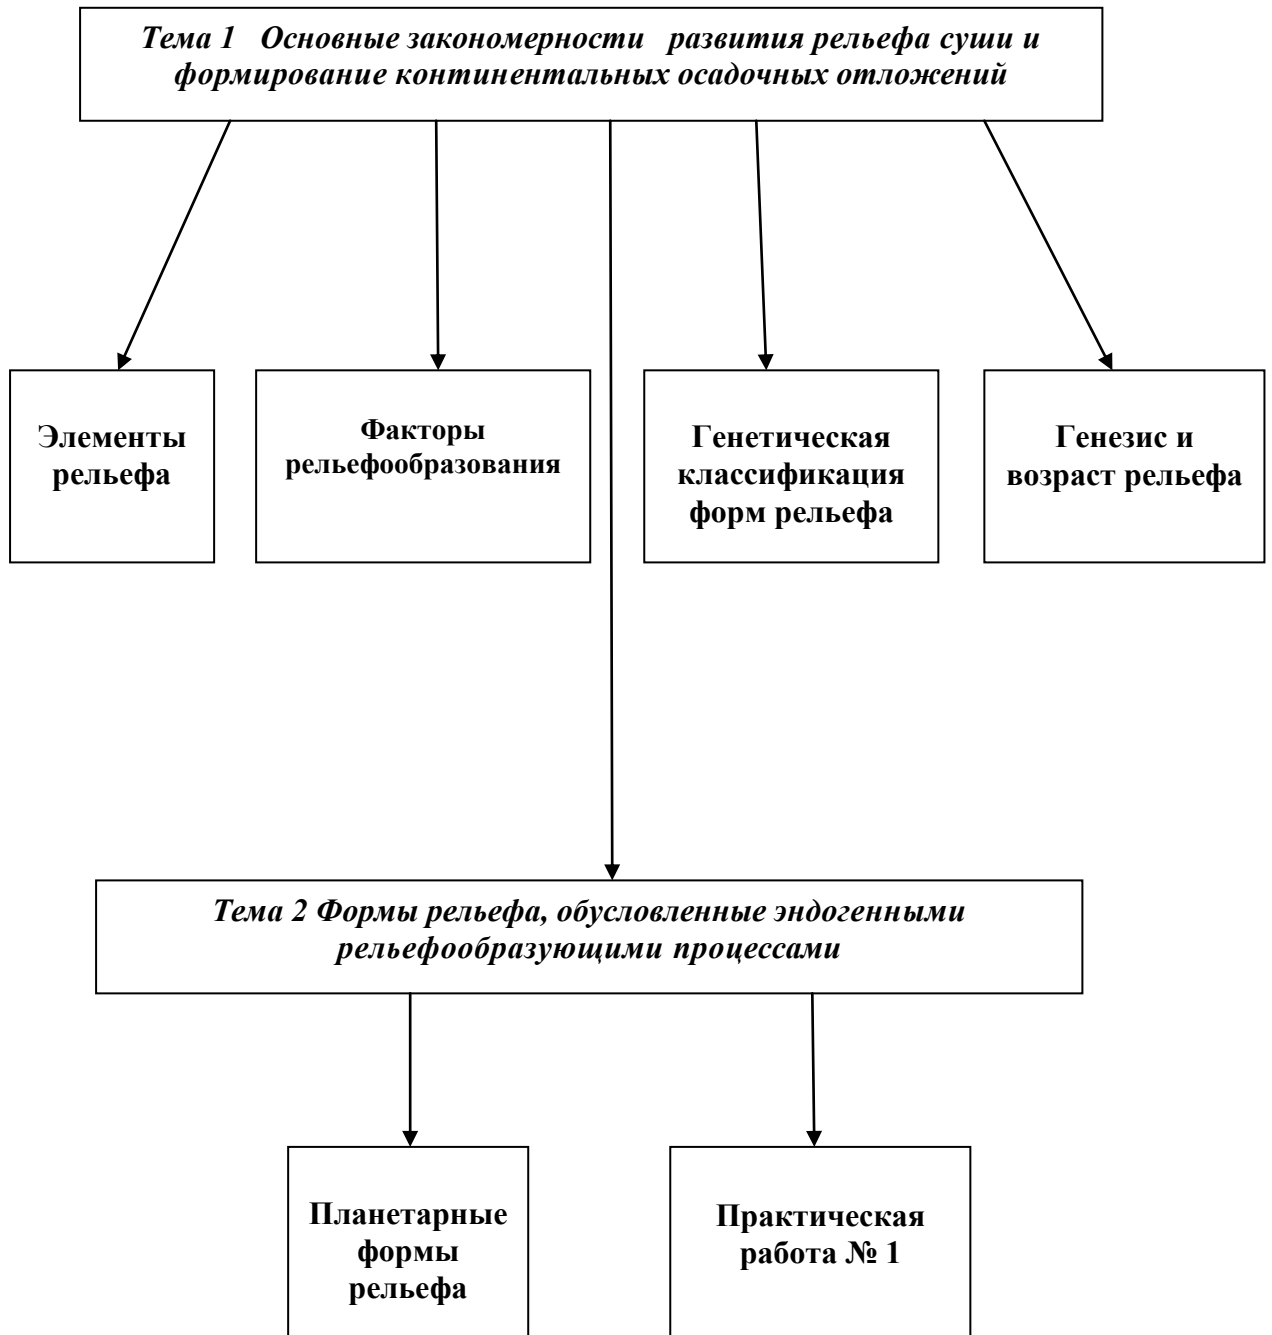 Тема 1 Основные закономерности развития рельефа суши и
формирование континентальных осадочных отложений
Элементы
рельефа
Факторы
рельефообразования
Генетическая
классификация
форм рельефа
Генезис и
возраст рельефа
Тема 2 Формы рельефа, обусловленные эндогенными
рельефообразующими процессами
Планетарные
формы
рельефа
Практическая
работа № 1